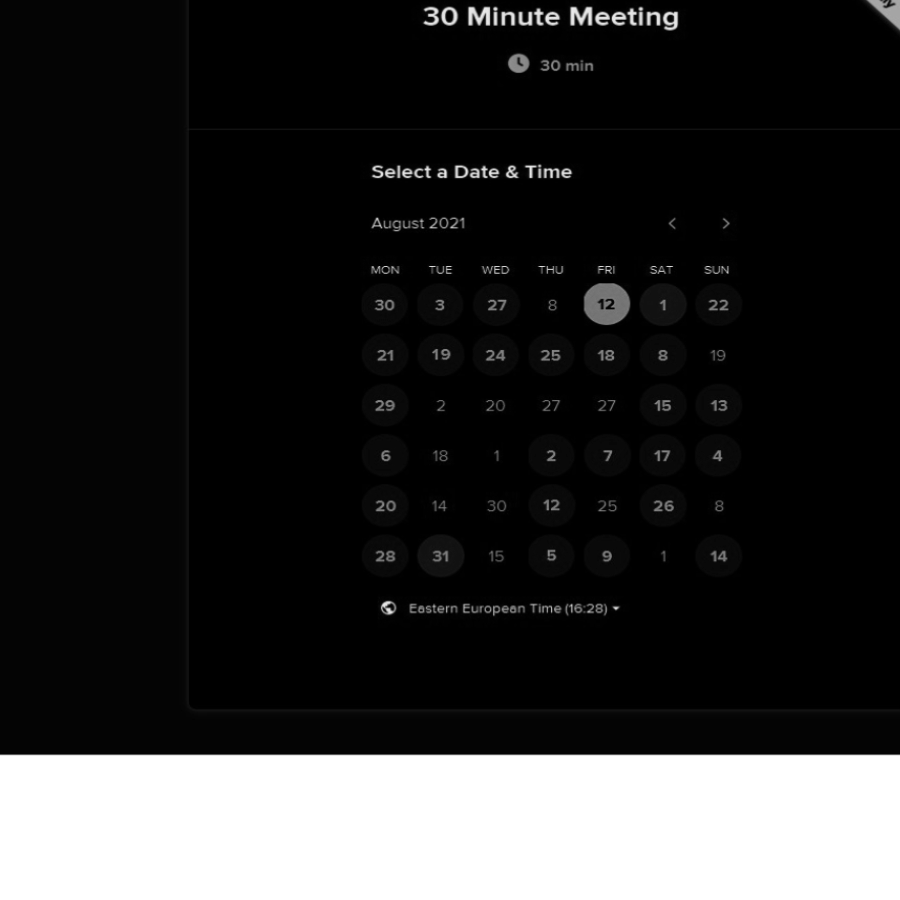 30 Minute Meeting
30 min
Select a Date & Time
August 2021
MON TUE WED THU FRI SAT SUN
30 3 27 8 12 1 22
21 19 24 25 18 8 19
29 2 20 27 27 15 13
6 18 1 2 7 17 4
20 14 30 12 25 26 8
28 31 15 5 9 1 14
Eastern European Time (16:28)